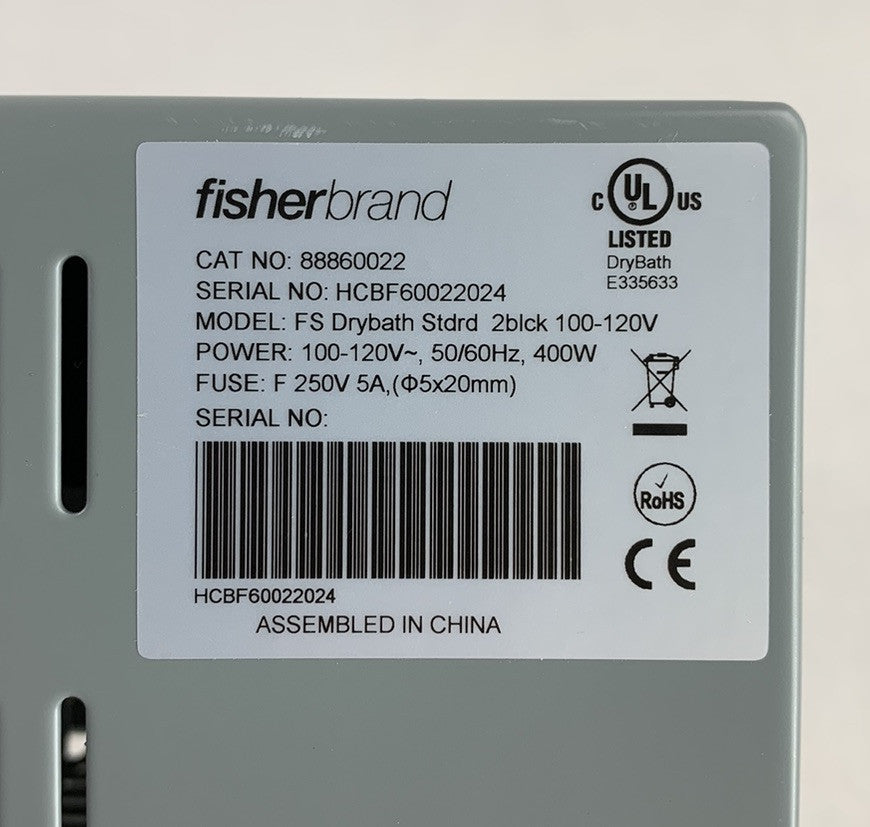 fisherbrand
C UL US
LISTED
DryBath
E335633
CAT NO: 88860022
SERIAL NO: HCBF60022024
MODEL: FS Drybath Stdrd 2blck 100-120V
POWER: 100-120V~, 50/60Hz, 400W
FUSE: F 250V 5A,(Φ5x20mm)
SERIAL NO:
HCBF60022024
ASSEMBLED IN CHINA
RoHS
CE